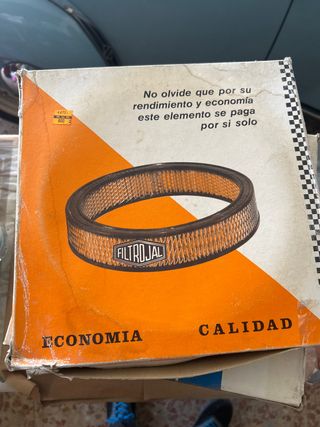 No olvide que por su
rendimiento y economía
este elemento se paga
por si solo
FILTROJAL
ECONOMIA CALIDAD